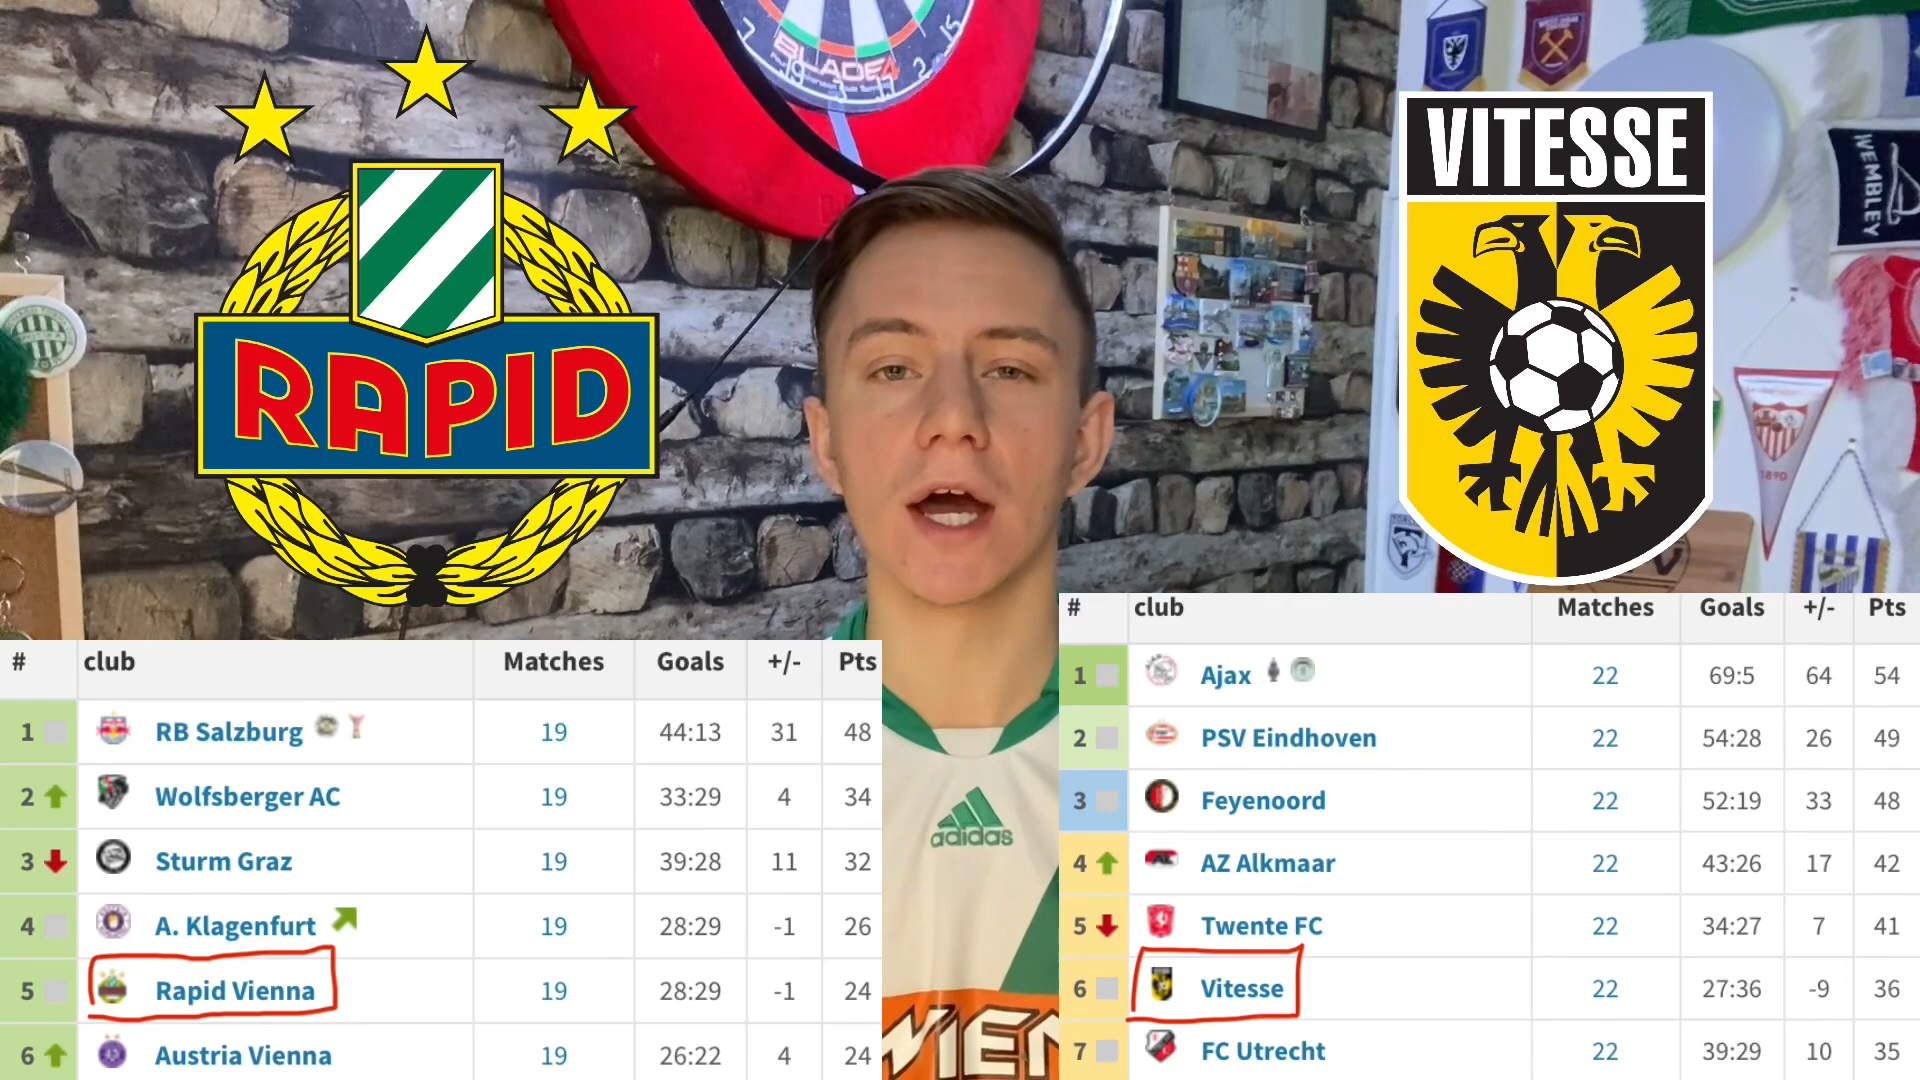 BLADE4
VITESSE
WEMBLEY
1890
RAPID
# club Matches Goals +/- Pts
1 RB Salzburg 19 44:13 31 48
2 Wolfsberger AC 19 33:29 4 34
3 Sturm Graz 19 39:28 11 32
4 A. Klagenfurt 19 28:29 -1 26
5 Rapid Vienna 19 28:29 -1 24
6 Austria Vienna 19 26:22 4 24
adidas
WIEN
# club Matches Goals +/- Pts
1 Ajax 22 69:5 64 54
2 PSV Eindhoven 22 54:28 26 49
3 Feyenoord 22 52:19 33 48
4 AZ Alkmaar 22 43:26 17 42
5 Twente FC 22 34:27 7 41
6 Vitesse 22 27:36 -9 36
7 FC Utrecht 22 39:29 10 35